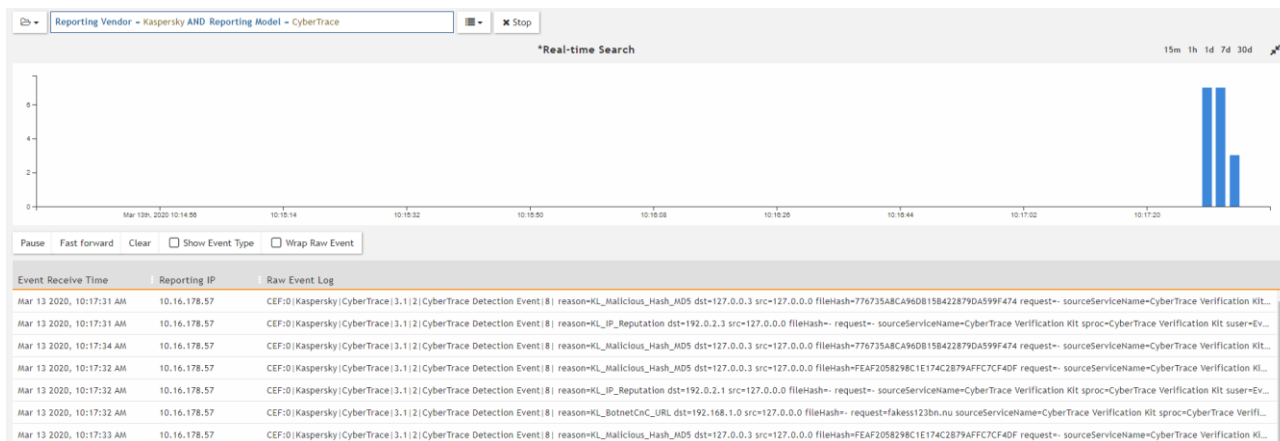 Reporting Vendor = Kaspersky AND Reporting Model = CyberTrace
Stop
*Real-time Search
15m 1h 1d 7d 30d
6
4
2
0
Mar 13th, 2020 10:14:56 10:15:14 10:15:32 10:15:50 10:16:08 10:16:26 10:16:44 10:17:02 10:17:20
Pause Fast forward Clear Show Event Type Wrap Raw Event
Event Receive Time Reporting IP Raw Event Log
Mar 13 2020, 10:17:31 AM 10.16.178.57 CEF:0|Kaspersky|CyberTrace|3.1|2|CyberTrace Detection Event|8| reason=KL_Malicious_Hash_MD5 dst=127.0.0.3 src=127.0.0.0 fileHash=776735A8CA96DB15B422879DA599F474 request=- sourceServiceName=CyberTrace Verification Kit...
Mar 13 2020, 10:17:31 AM 10.16.178.57 CEF:0|Kaspersky|CyberTrace|3.1|2|CyberTrace Detection Event|8| reason=KL_IP_Reputation dst=192.0.2.3 src=127.0.0.0 fileHash=- request=- sourceServiceName=CyberTrace Verification Kit sproc=CyberTrace Verification Kit suser=Ev...
Mar 13 2020, 10:17:34 AM 10.16.178.57 CEF:0|Kaspersky|CyberTrace|3.1|2|CyberTrace Detection Event|8| reason=KL_Malicious_Hash_MD5 dst=127.0.0.3 src=127.0.0.0 fileHash=776735A8CA96DB15B422879DA599F474 request=- sourceServiceName=CyberTrace Verification Ki...
Mar 13 2020, 10:17:32 AM 10.16.178.57 CEF:0|Kaspersky|CyberTrace|3.1|2|CyberTrace Detection Event|8| reason=KL_Malicious_Hash_MD5 dst=127.0.0.3 src=127.0.0.0 fileHash=FEAF2058298C1E174C2B79AFFC7CF4DF request=- sourceServiceName=CyberTrace Verification Ki...
Mar 13 2020, 10:17:32 AM 10.16.178.57 CEF:0|Kaspersky|CyberTrace|3.1|2|CyberTrace Detection Event|8| reason=KL_IP_Reputation dst=192.0.2.1 src=127.0.0.0 fileHash=- request=- sourceServiceName=CyberTrace Verification Kit sproc=CyberTrace Verification Kit suser=Ev...
Mar 13 2020, 10:17:32 AM 10.16.178.57 CEF:0|Kaspersky|CyberTrace|3.1|2|CyberTrace Detection Event|8| reason=KL_BotnetCnC_URL dst=192.168.1.0 src=127.0.0.0 fileHash=- request=fakess123bn.nu sourceServiceName=CyberTrace Verification Kit sproc=CyberTrace Verifi...
Mar 13 2020, 10:17:33 AM 10.16.178.57 CEF:0|Kaspersky|CyberTrace|3.1|2|CyberTrace Detection Event|8| reason=KL_Malicious_Hash_MD5 dst=127.0.0.3 src=127.0.0.0 fileHash=FEAF2058298C1E174C2B79AFFC7CF4DF request=- sourceServiceName=CyberTrace Verification Ki...